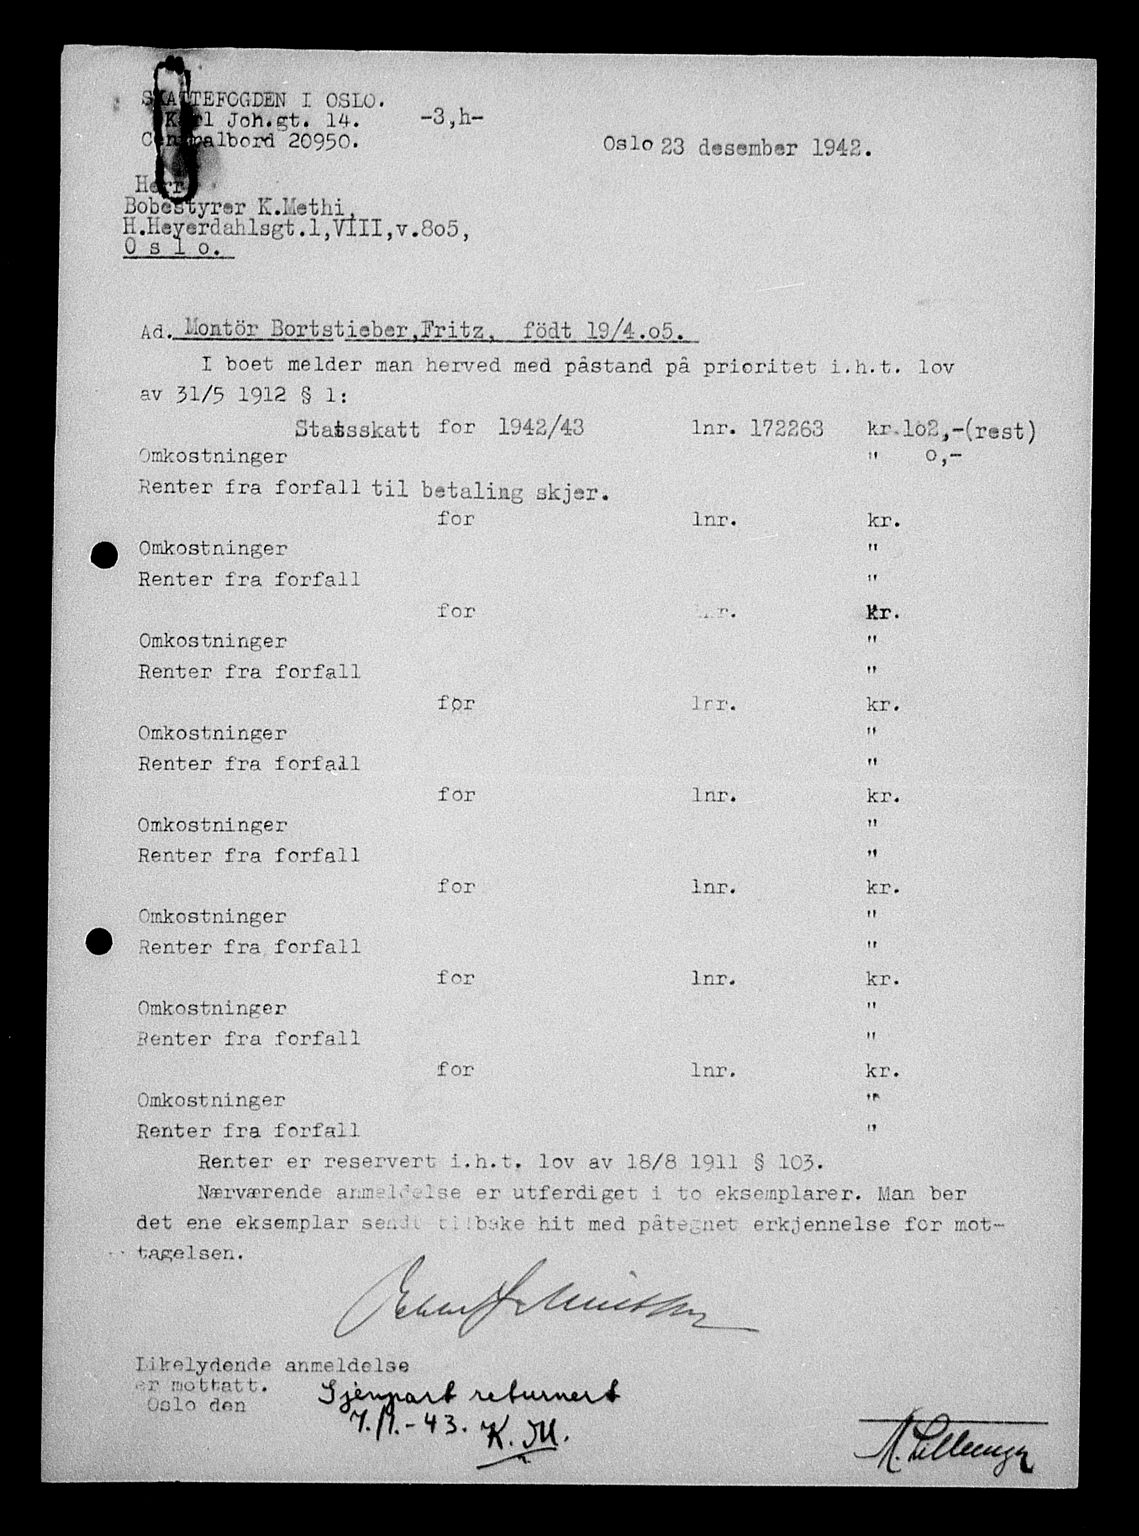 SKATTEFOGDEN I OSLO.
Karl Joh.gt. 14.
-3,h-
Centralbord 20950.
Oslo 23 desember 1942.
Herr
Bobestyrer K.Methi,
H.Heyerdahlsgt.1,VIII,v.8o5,
O s l o.
Ad. Montör Bortstieber,Fritz, födt 19/4.o5.
I boet melder man herved med påstand på prioritet i.h.t. lov
av 31/5 1912 § 1:
Statsskatt for 1942/43 lnr. 172263 kr.1o2,-(rest)
Omkostninger " o,-
Renter fra forfall til betaling skjer.
for lnr. kr.
Omkostninger "
Renter fra forfall "
for lnr. kr.
Omkostninger "
Renter fra forfall "
for lnr. kr.
Omkostninger "
Renter fra forfall "
for lnr. kr.
Omkostninger "
Renter fra forfall "
for lnr. kr.
Omkostninger "
Renter fra forfall "
for lnr. kr.
Omkostninger "
Renter fra forfall "
for lnr. kr.
Omkostninger "
Renter fra forfall "
Renter er reservert i.h.t. lov av 18/8 1911 § 103.
Nærværende anmeldelse er utferdiget i to eksemplarer. Man ber
det ene eksemplar sendt tilbake hit med påtegnet erkjennelse for mot-
tagelsen.
Likelydende anmeldelse
er mottatt.
Oslo den
Gjenpart returnert
7./1.-43. K.M.